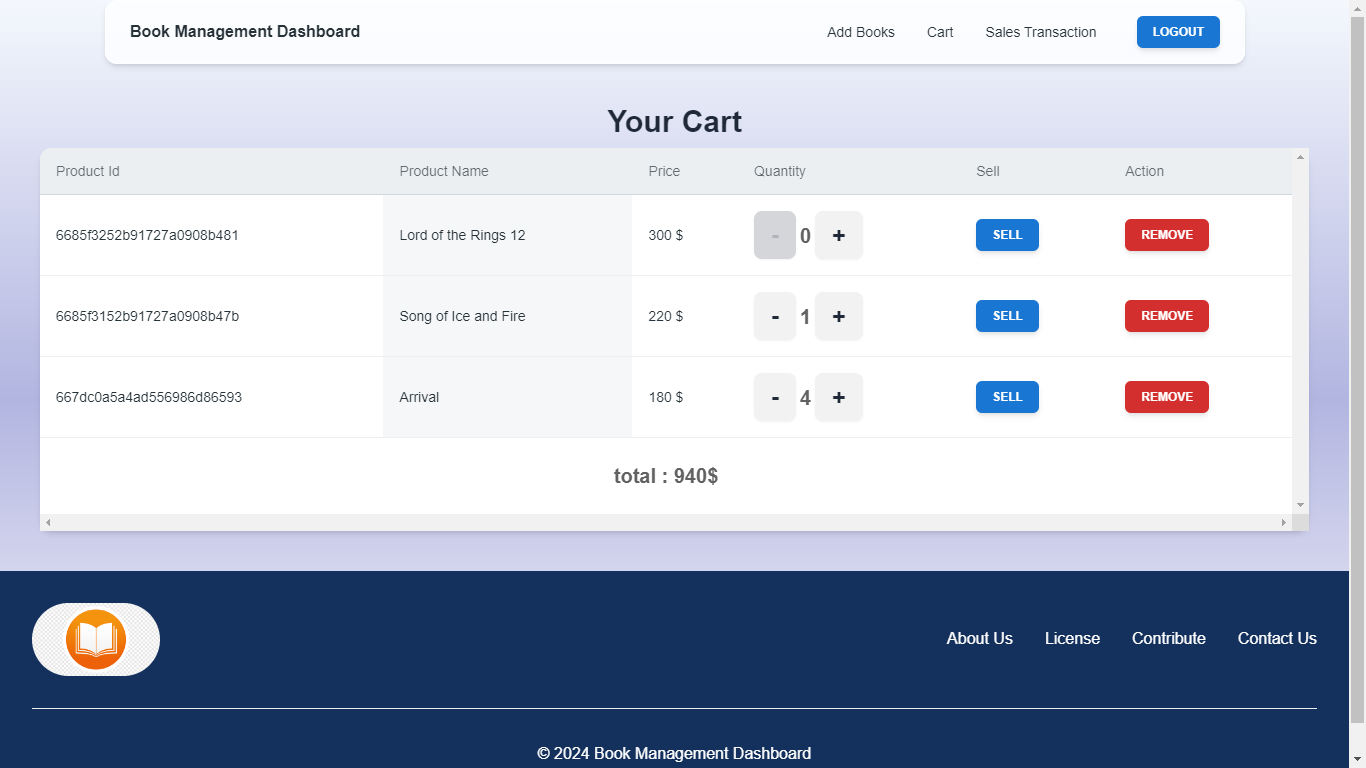 Book Management Dashboard Add Books Cart Sales Transaction LOGOUT
Your Cart
Product Id Product Name Price Quantity Sell Action
6685f3252b91727a0908b481 Lord of the Rings 12 300 $ - 0 + SELL REMOVE
6685f3152b91727a0908b47b Song of Ice and Fire 220 $ - 1 + SELL REMOVE
667dc0a5a4ad556986d86593 Arrival 180 $ - 4 + SELL REMOVE
total : 940$
About Us License Contribute Contact Us
© 2024 Book Management Dashboard